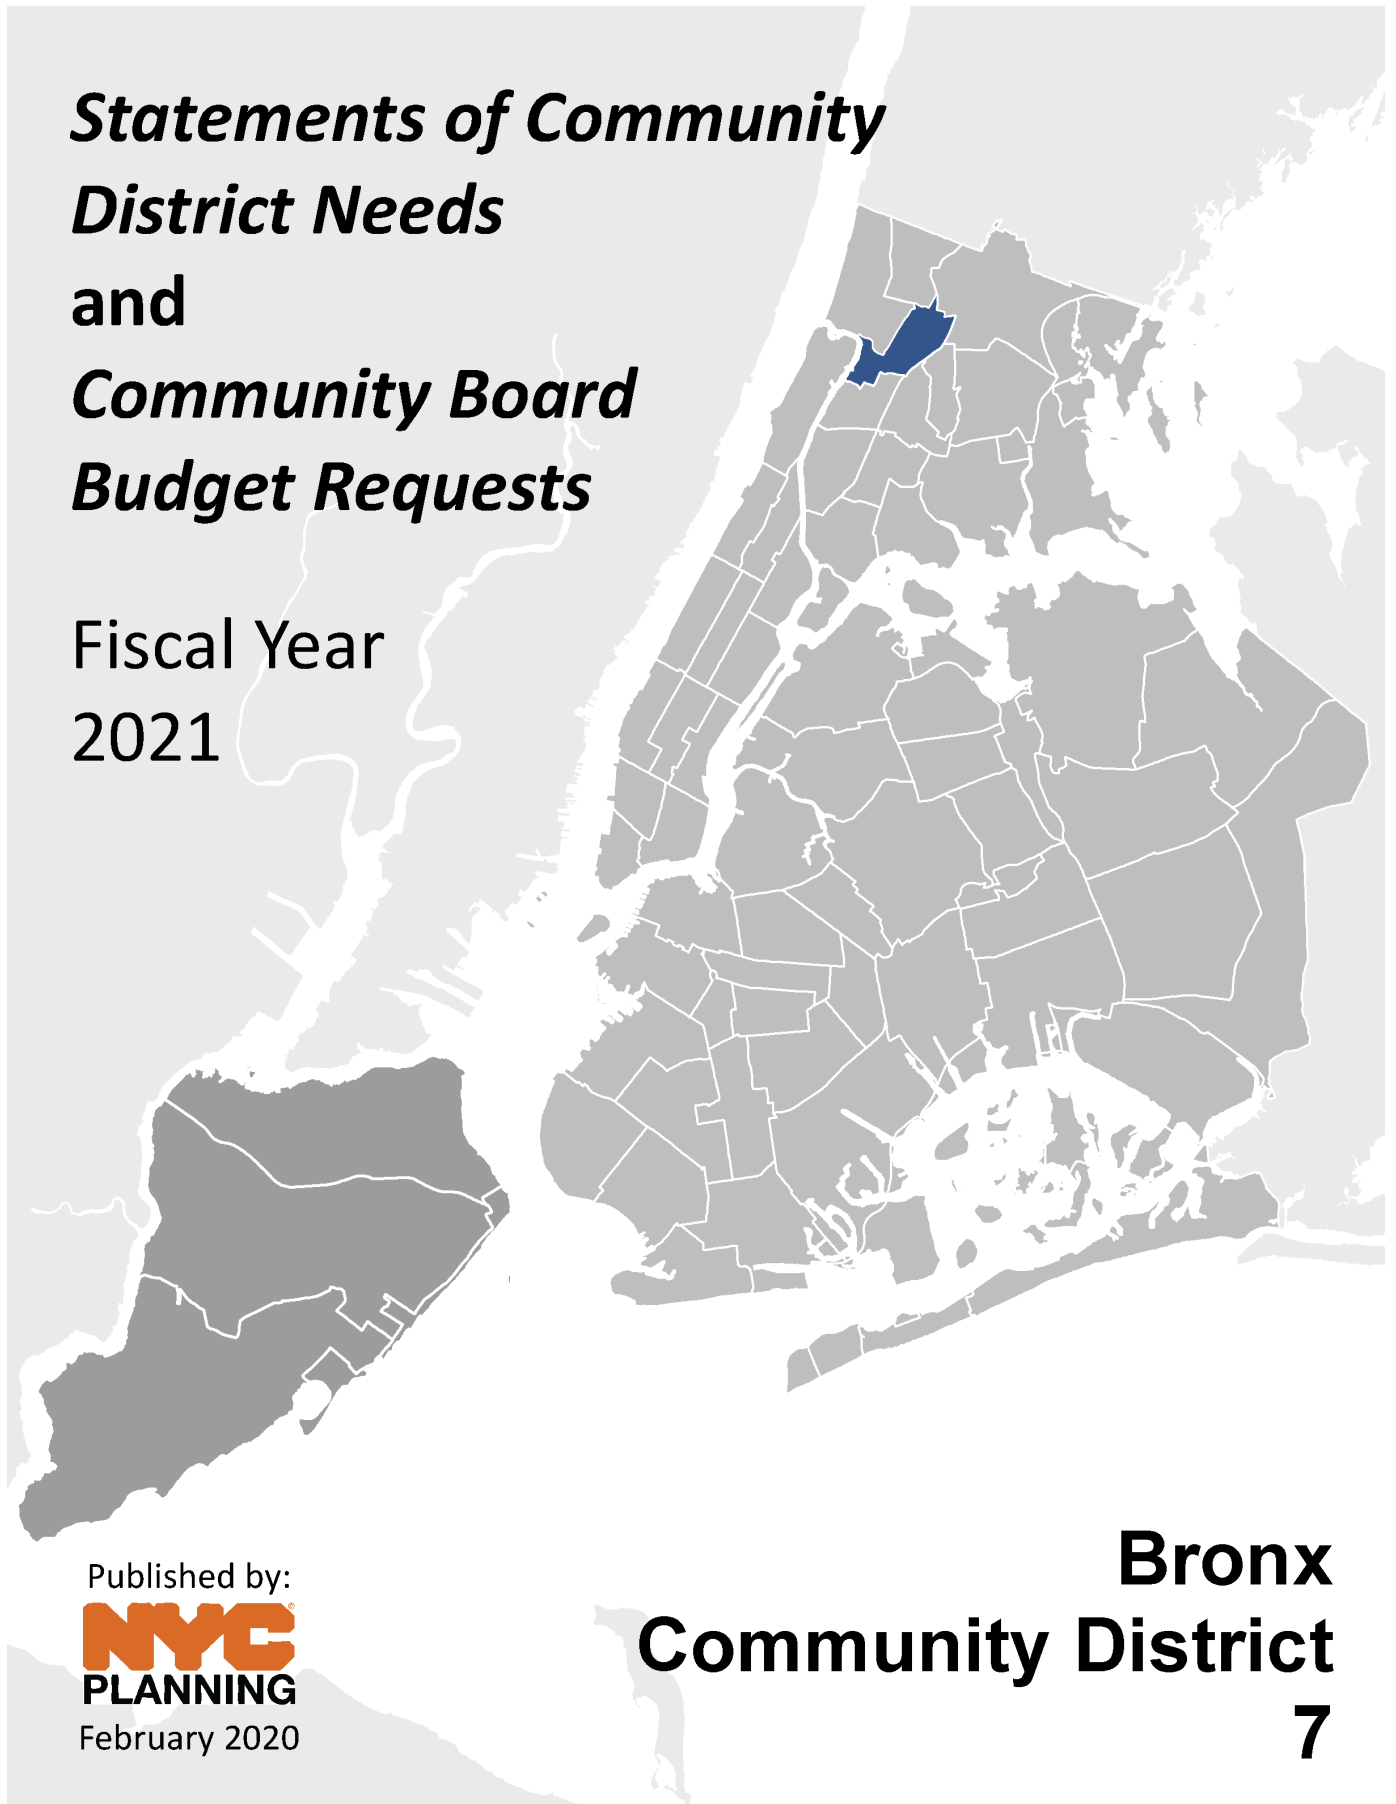 Statements of Community
District Needs
and
Community Board
Budget Requests
Fiscal Year
2021
Published by:
NYC®
PLANNING
February 2020
Bronx
Community District
7